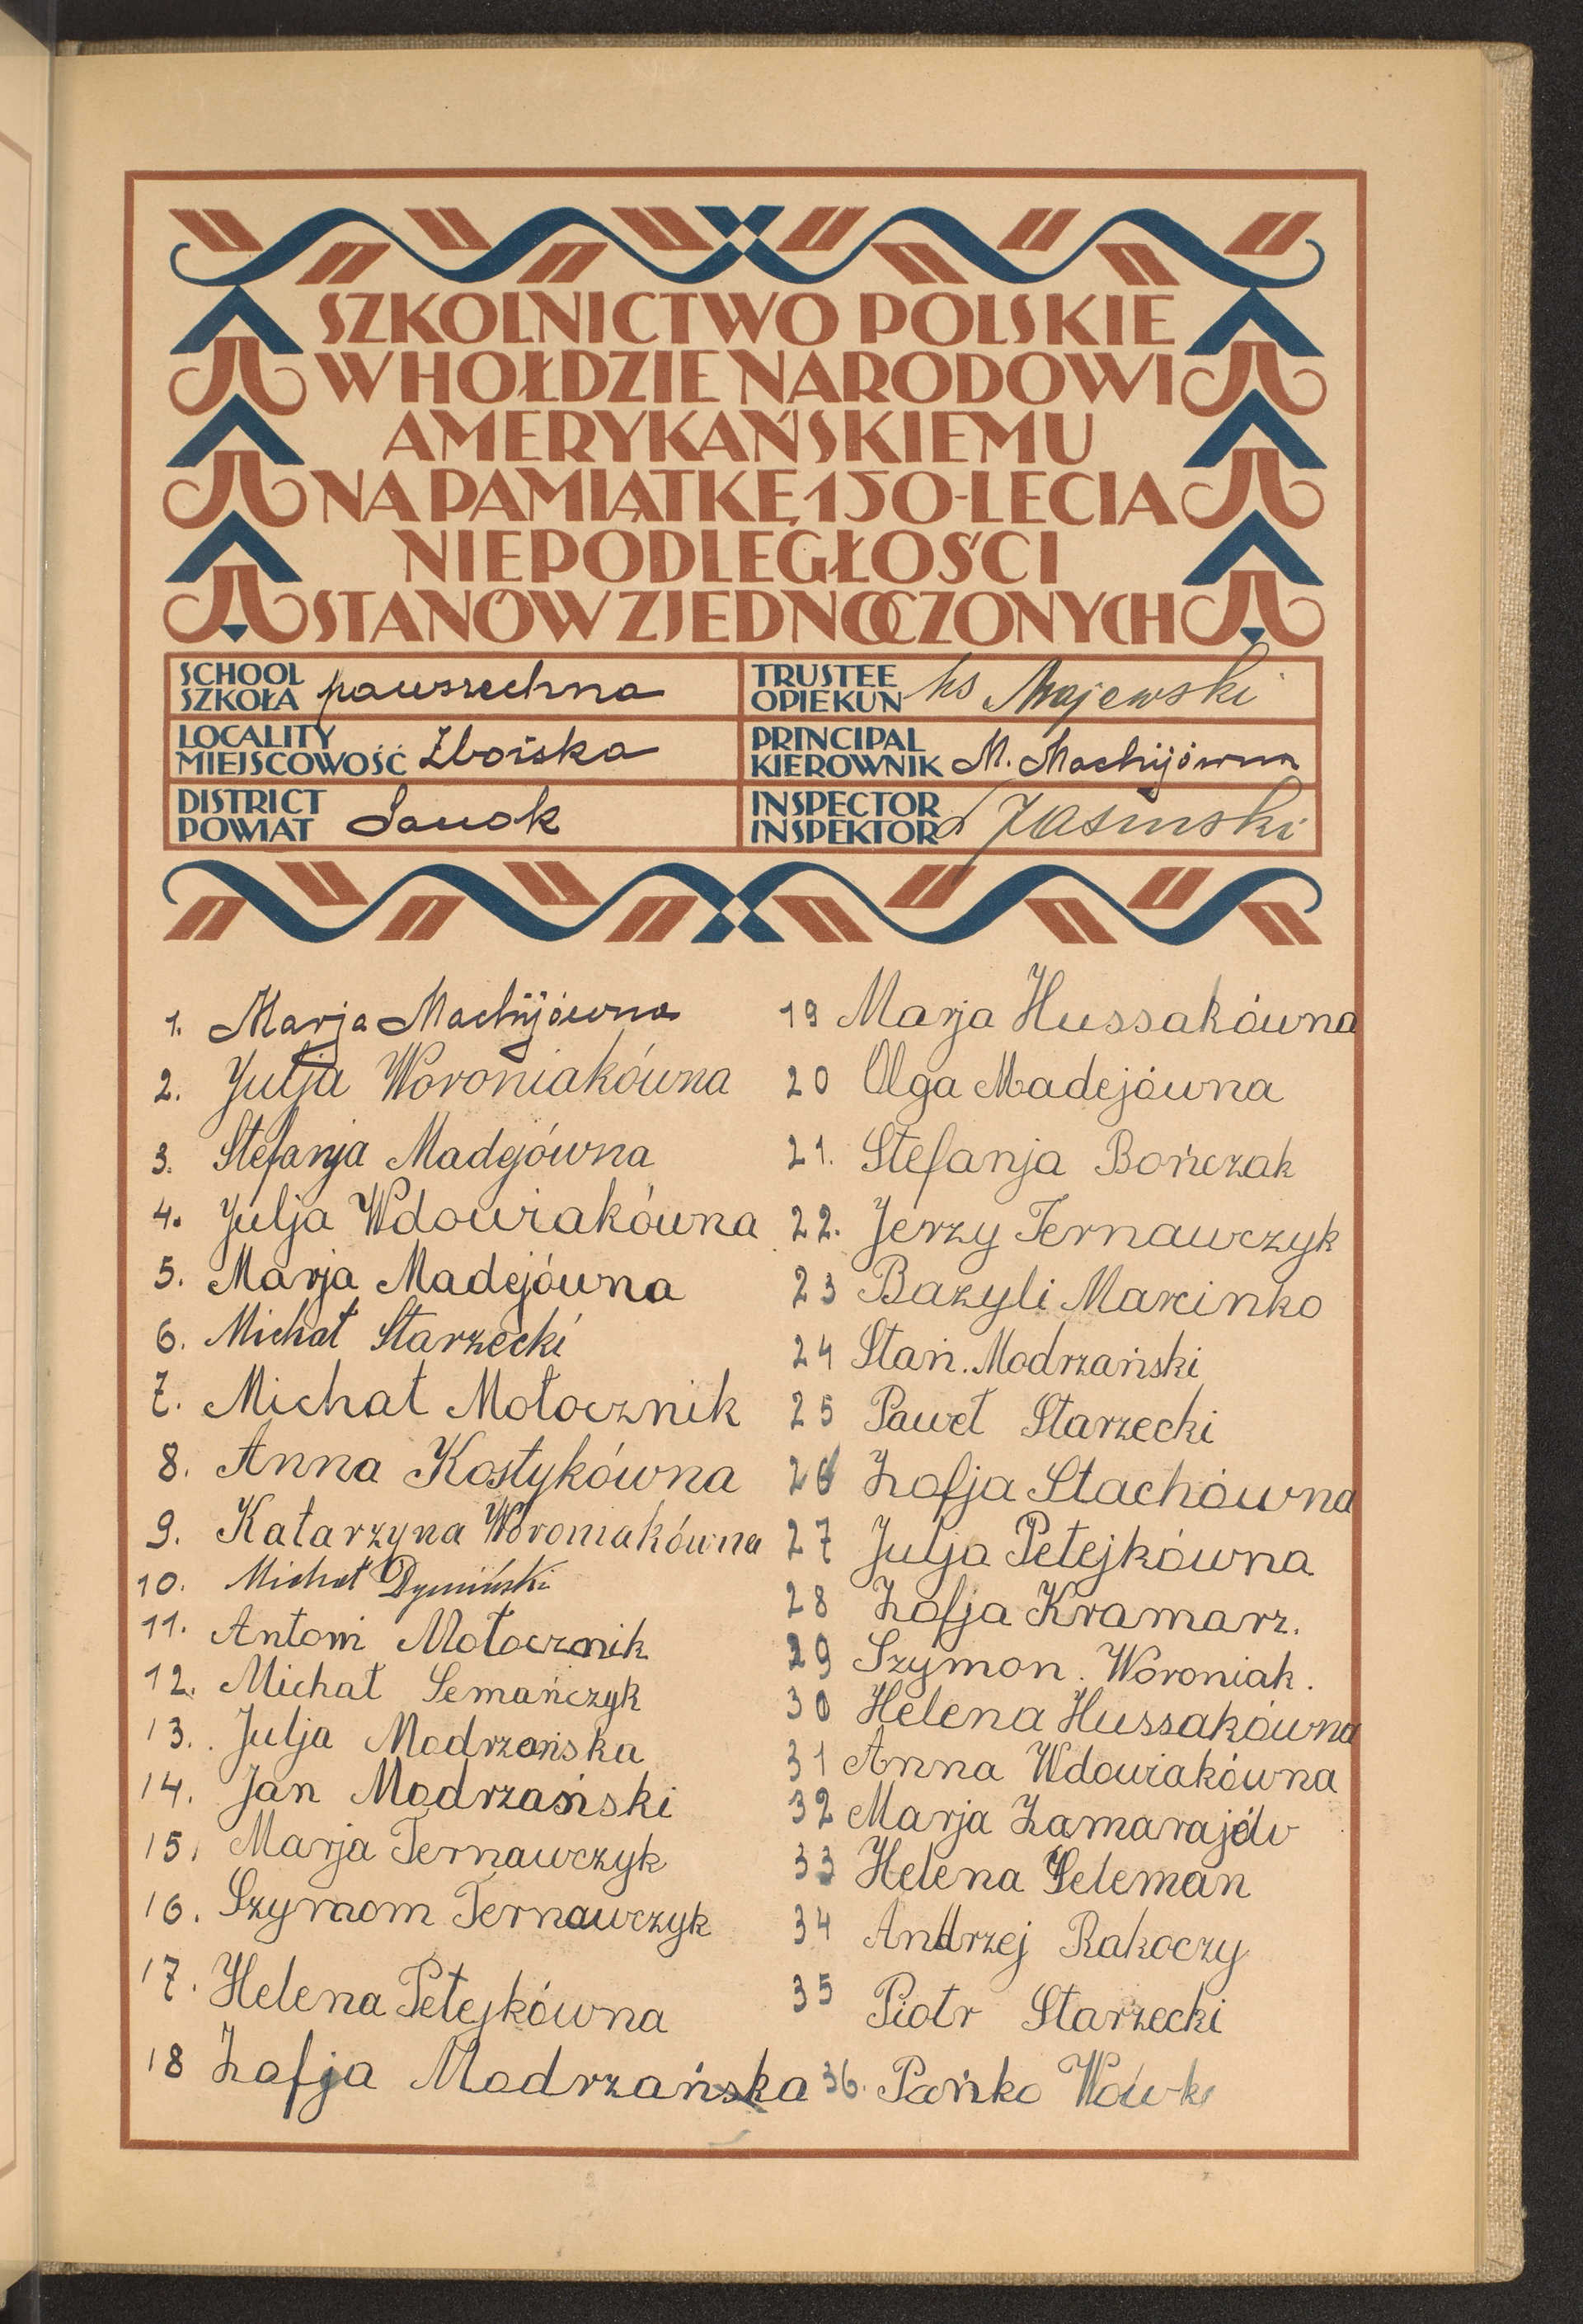 SZKOLNICTWO POLSKIE
W HOŁDZIE NARODOWI
AMERYKAŃSKIEMU
NA PAMIĄTKĘ 150-LECIA
NIEPODLEGŁOŚCI
STANÓW ZJEDNOCZONYCH
SCHOOL
SZKOŁA powszechna
TRUSTEE
OPIEKUN ks Majewski
LOCALITY
MIEJSCOWOŚĆ Zboiska
PRINCIPAL
KIEROWNIK M. Machijówna
DISTRICT
POWIAT Sanok
INSPECTOR
INSPEKTOR Jasinski
1. Marja Machijówna
2. Julja Woroniakówna
3. Stefanja Madejówna
4. Julja Wdowiakówna
5. Marja Madejówna
6. Michał Starzecki
7. Michał Mołocznik
8. Anna Kostykówna
9. Katarzyna Woroniakówna
10. Michał Dymiński
11. Antoni Mołocznik
12. Michał Semańczyk
13. Julja Modrzańska
14. Jan Modrzański
15. Marja Ternawczyk
16. Szymom Ternawczyk
17. Helena Petejkówna
18 Zofja Modrzańska
19 Marja Hussakówna
20 Olga Madejówna
21. Stefanja Bończak
22. Jerzy Ternawczyk
23 Bazyli Marcinko
24 Stan. Modrzański
25 Paweł Starzecki
26 Zofja Stachówna
27 Julja Petejkówna
28 Zofja Kramarz.
29 Szymon. Woroniak.
30 Helena Hussakówna
31 Anna Wdowiakówna
32 Marja Zamarajów
33 Helena Seleman
34 Andrzej Rakoczy
35 Piotr Starzecki
36. Pańko Wówk